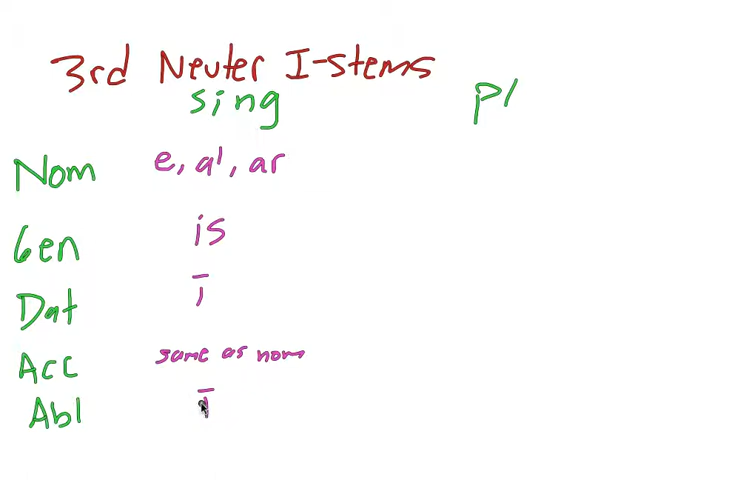 3rd Neuter I-stems
sing pl
Nom e, al, ar
Gen is
Dat ī
Acc same as nom
Abl ī